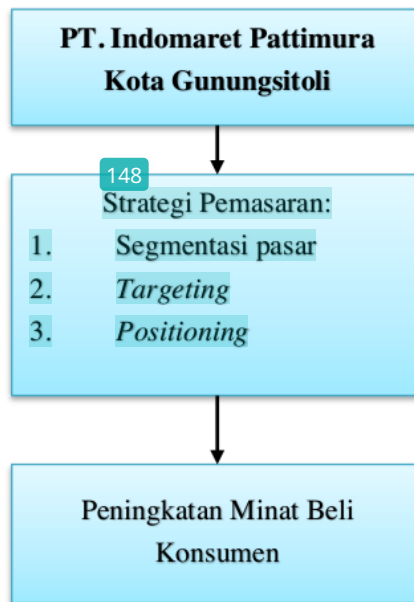 PT. Indomaret Pattimura
Kota Gunungsitoli
148
Strategi Pemasaran:
1. Segmentasi pasar
2. Targeting
3. Positioning
Peningkatan Minat Beli
Konsumen